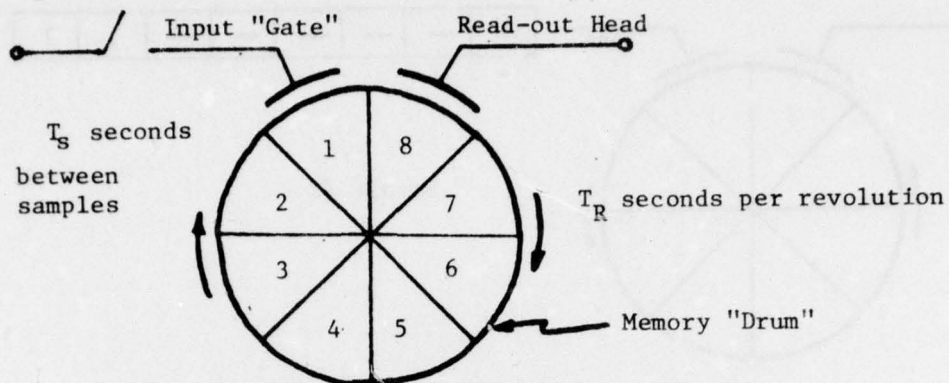 Input "Gate"
Read-out Head
T_s seconds
between
samples
1
8
2
7
3
6
4
5
T_R seconds per revolution
Memory "Drum"